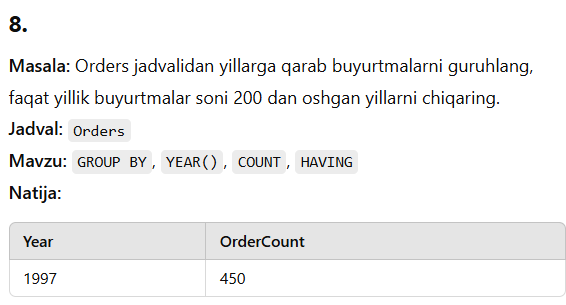 8.
Masala: Orders jadvalidan yillarga qarab buyurtmalarni guruhlang,
faqat yillik buyurtmalar soni 200 dan oshgan yillarni chiqaring.
Jadval: Orders
Mavzu: GROUP BY, YEAR(), COUNT, HAVING
Natija:
Year OrderCount
1997 450